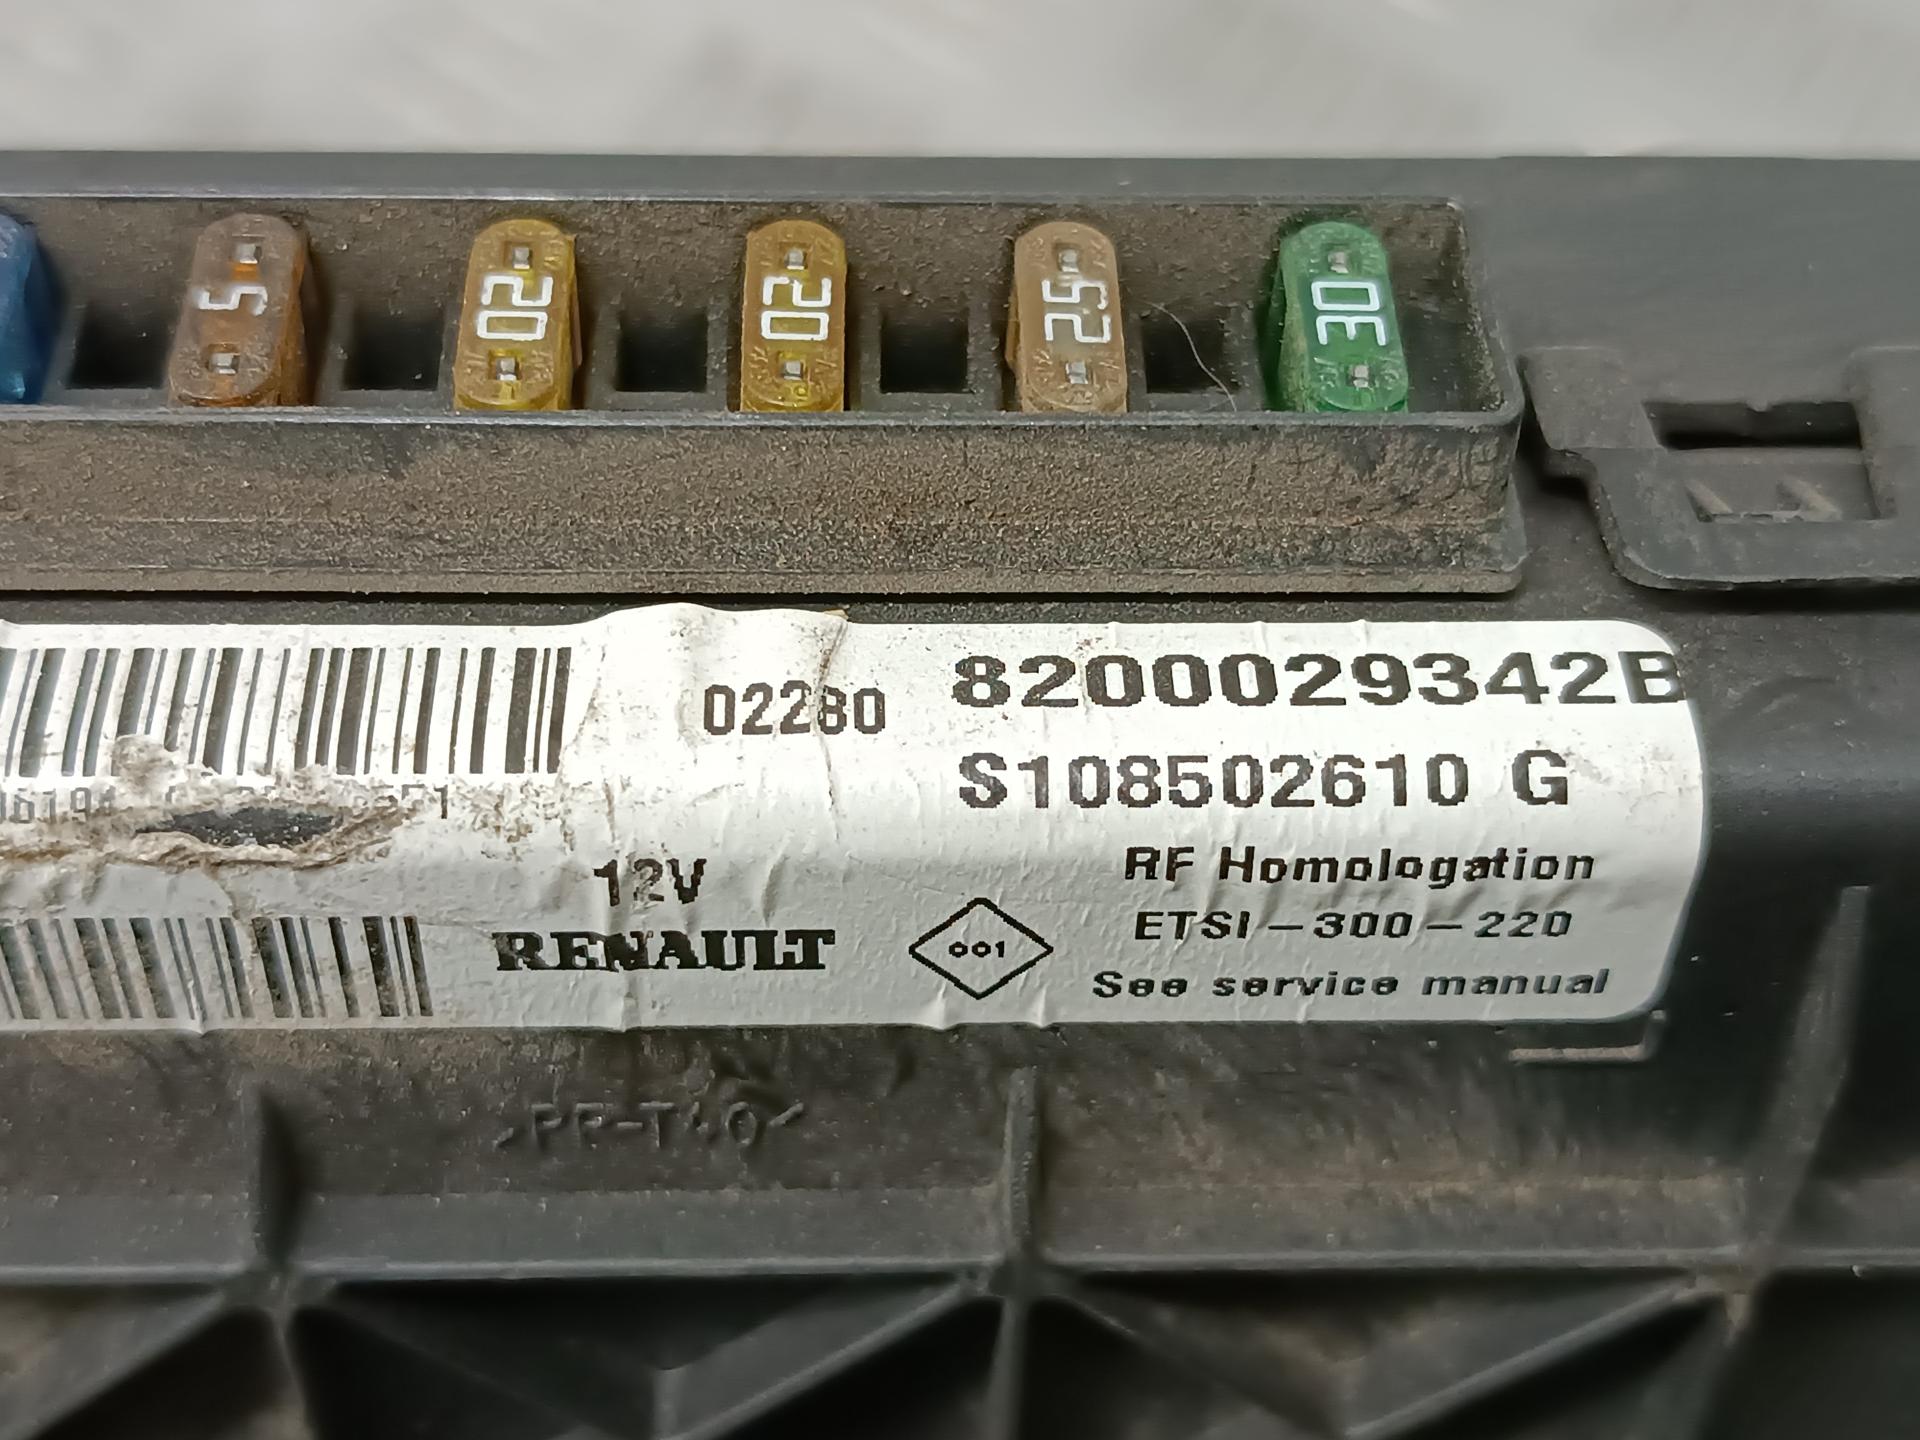 5 20 20 25 30
02280
8200029342B
S108502610 G
12V
RENAULT
001
RF Homologation
ETSI-300-220
See service manual